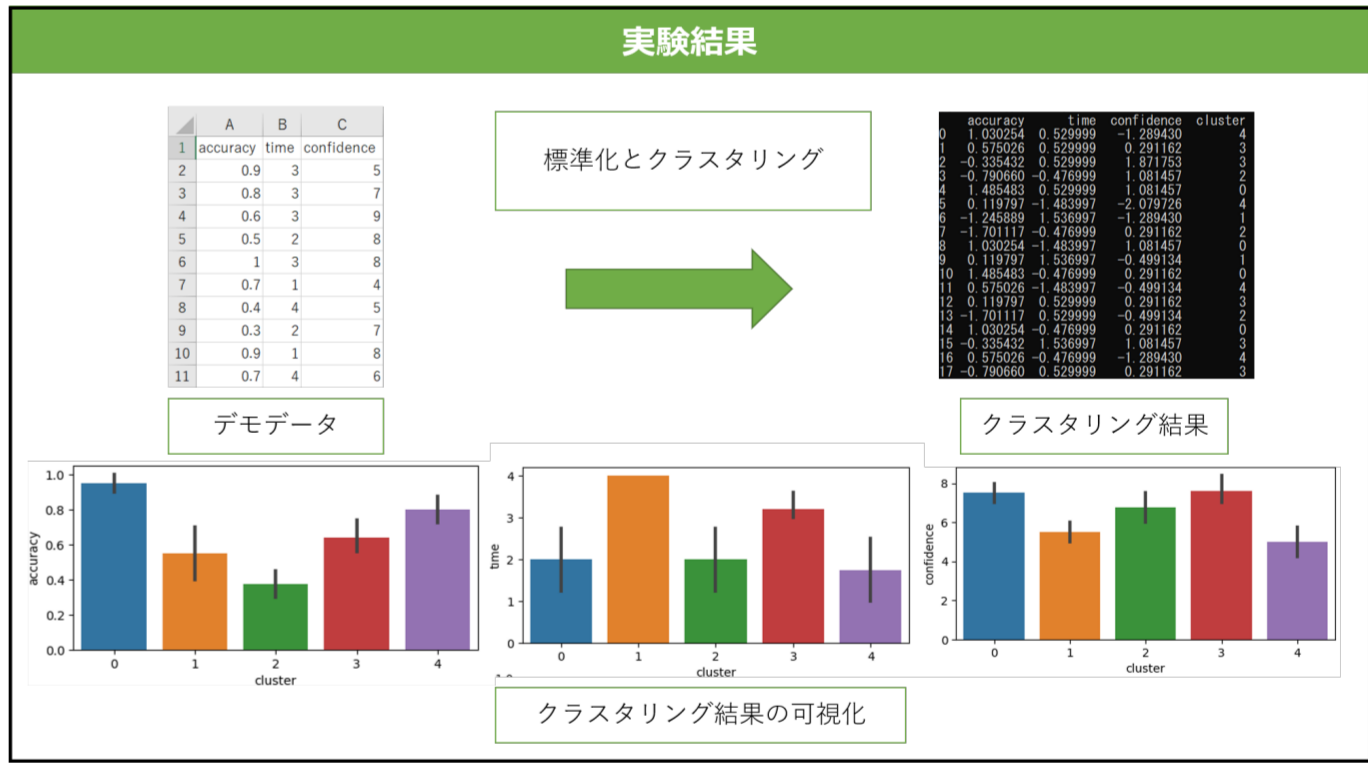 実験結果
A B C
1 accuracy time confidence
2 0.9 3 5
3 0.8 3 7
4 0.6 3 9
5 0.5 2 8
6 1 3 8
7 0.7 1 4
8 0.4 4 5
9 0.3 2 7
10 0.9 1 8
11 0.7 4 6
デモデータ
標準化とクラスタリング
accuracy time confidence cluster
0 1.030254 0.529999 -1.289430 4
1 0.575026 0.529999 0.291162 3
2 -0.335432 0.529999 1.871753 3
3 -0.790660 -0.476999 1.081457 2
4 1.485483 0.529999 1.081457 0
5 0.119797 -1.483997 -2.079726 4
6 -1.245889 1.536997 -1.289430 1
7 -1.701117 -0.476999 0.291162 2
8 1.030254 -1.483997 1.081457 0
9 0.119797 1.536997 -0.499134 1
10 1.485483 -0.476999 0.291162 0
11 0.575026 -1.483997 -0.499134 4
12 0.119797 0.529999 0.291162 3
13 -1.701117 0.529999 -0.499134 2
14 1.030254 -0.476999 0.291162 0
15 -0.335432 1.536997 1.081457 3
16 0.575026 -0.476999 -1.289430 4
17 -0.790660 0.529999 0.291162 3
クラスタリング結果
accuracy
1.0
0.8
0.6
0.4
0.2
0.0
0 1 2 3 4
cluster
time
4
3
2
1
0
0 1 2 3 4
cluster
confidence
8
6
4
2
0
0 1 2 3 4
cluster
クラスタリング結果の可視化